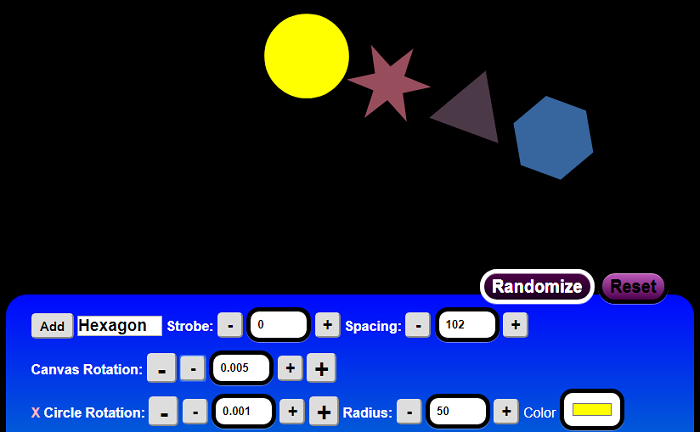 Randomize Reset
Add Hexagon Strobe: - 0 + Spacing: - 102 +
Canvas Rotation: - - 0.005 + +
X Circle Rotation: - - 0.001 + + Radius: - 50 + Color